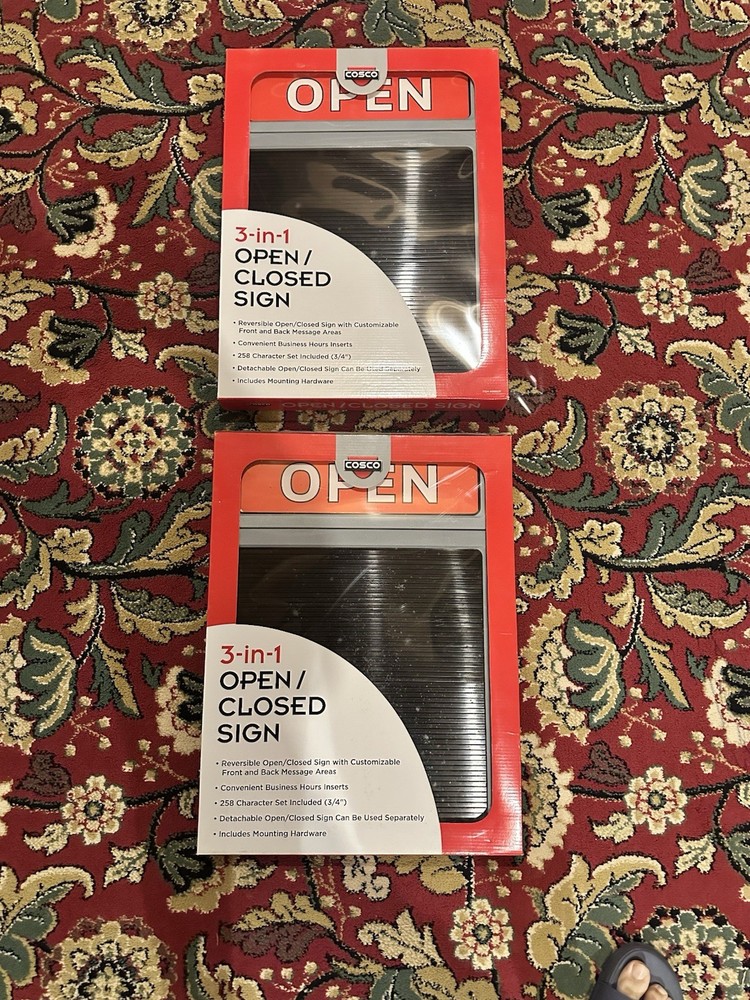 COSCO
OPEN
3-in-1
OPEN /
CLOSED
SIGN
• Reversible Open/Closed Sign with Customizable
Front and Back Message Areas
• Convenient Business Hours Inserts
• 258 Character Set Included (3/4")
• Detachable Open/Closed Sign Can Be Used Separately
• Includes Mounting Hardware
OPEN/CLOSED SIGN
COSCO
OPEN
3-in-1
OPEN /
CLOSED
SIGN
• Reversible Open/Closed Sign with Customizable
Front and Back Message Areas
• Convenient Business Hours Inserts
• 258 Character Set Included (3/4")
• Detachable Open/Closed Sign Can Be Used Separately
• Includes Mounting Hardware